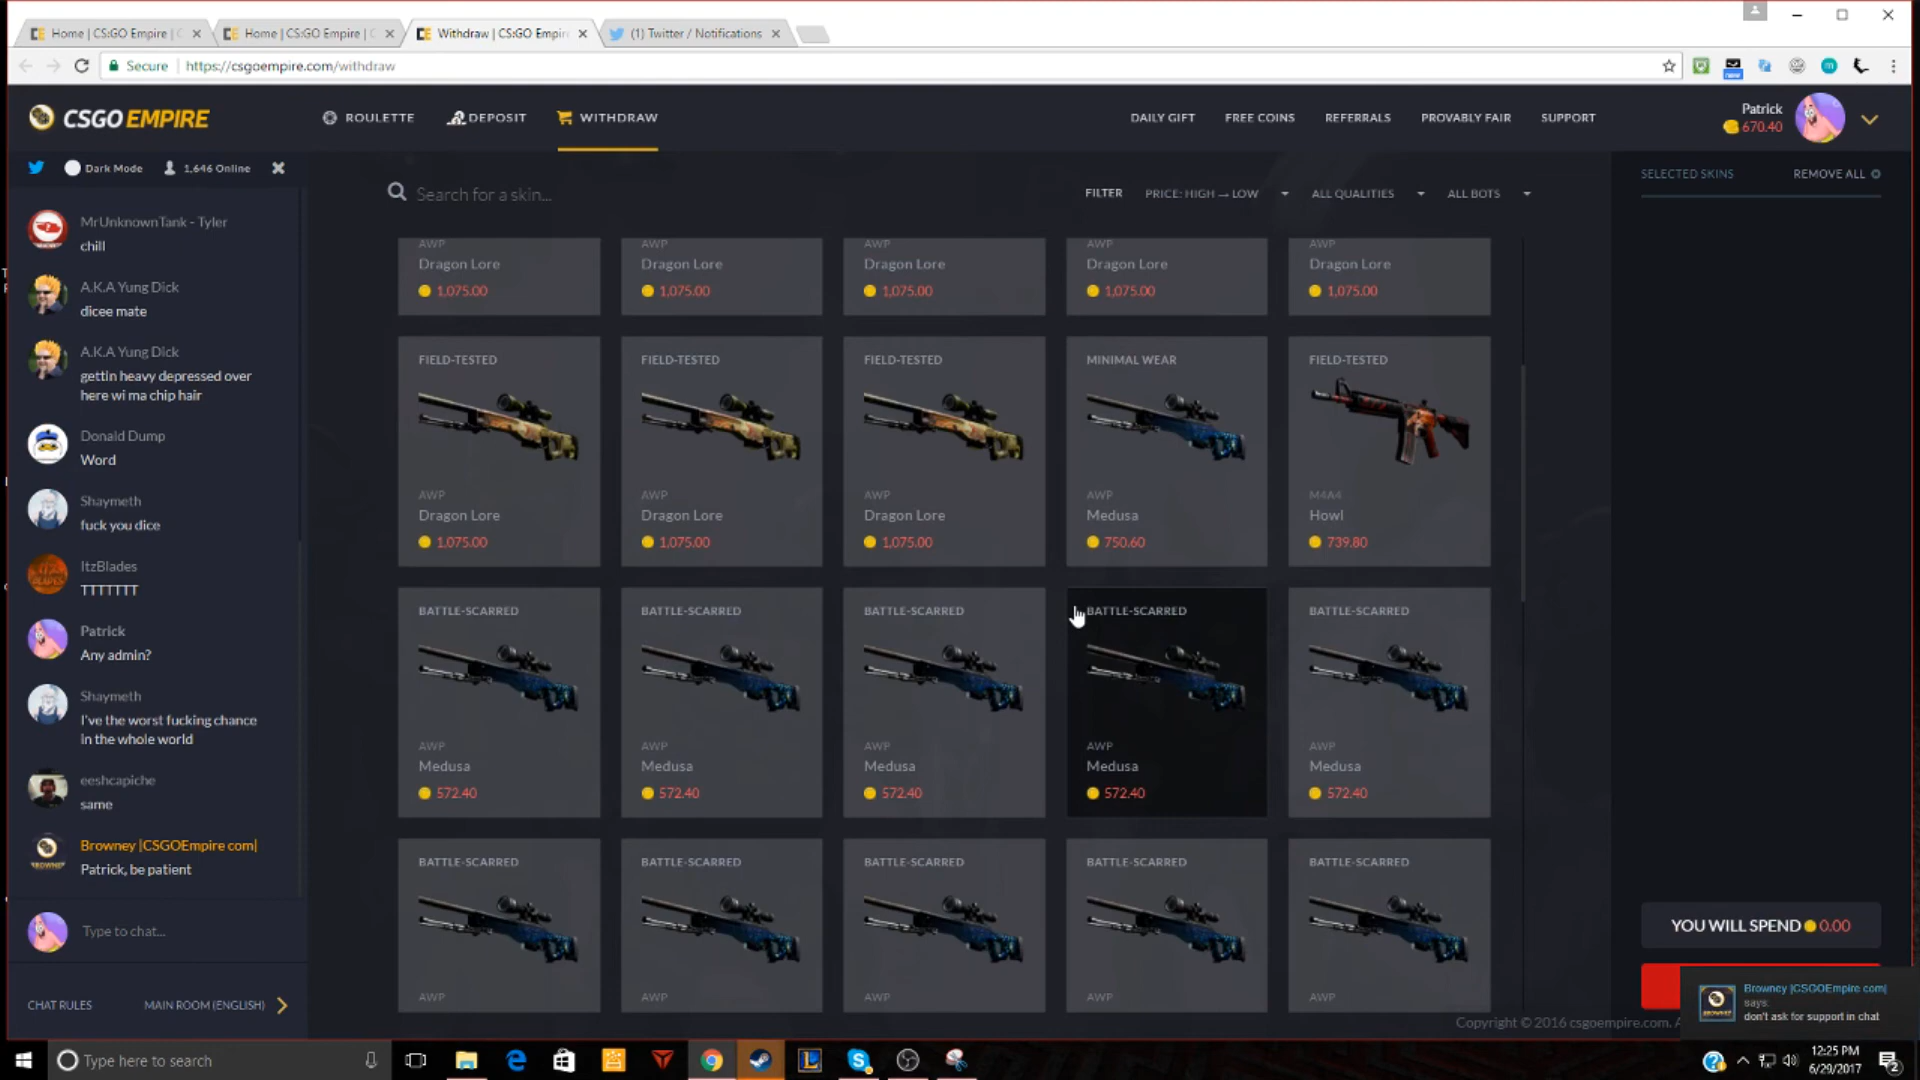 Home | CS:GO Empire | C
Home | CS:GO Empire | C
Withdraw | CS:GO Empire
(1) Twitter / Notifications
Secure
https://csgoempire.com/withdraw
CSGO EMPIRE
ROULETTE
DEPOSIT
WITHDRAW
DAILY GIFT
FREE COINS
REFERRALS
PROVABLY FAIR
SUPPORT
Patrick
670.40
Dark Mode
1,646 Online
Search for a skin...
FILTER
PRICE: HIGH → LOW
ALL QUALITIES
ALL BOTS
SELECTED SKINS
REMOVE ALL
MrUnknownTank - Tyler
chill
A.K.A Yung Dick
dicee mate
A.K.A Yung Dick
gettin heavy depressed over
here wi ma chip hair
Donald Dump
Word
Shaymeth
fuck you dice
ItzBlades
TTTTTTT
Patrick
Any admin?
Shaymeth
I've the worst fucking chance
in the whole world
eeshcapiche
same
Browney |CSGOEmpire com|
Patrick, be patient
Type to chat...
CHAT RULES
MAIN ROOM (ENGLISH)
AWP
Dragon Lore
1,075.00
AWP
Dragon Lore
1,075.00
AWP
Dragon Lore
1,075.00
AWP
Dragon Lore
1,075.00
AWP
Dragon Lore
1,075.00
FIELD-TESTED
AWP
Dragon Lore
1,075.00
FIELD-TESTED
AWP
Dragon Lore
1,075.00
FIELD-TESTED
AWP
Dragon Lore
1,075.00
MINIMAL WEAR
AWP
Medusa
750.60
FIELD-TESTED
M4A4
Howl
739.80
BATTLE-SCARRED
AWP
Medusa
572.40
BATTLE-SCARRED
AWP
Medusa
572.40
BATTLE-SCARRED
AWP
Medusa
572.40
BATTLE-SCARRED
AWP
Medusa
572.40
BATTLE-SCARRED
AWP
Medusa
572.40
BATTLE-SCARRED
AWP
BATTLE-SCARRED
AWP
BATTLE-SCARRED
AWP
BATTLE-SCARRED
AWP
BATTLE-SCARRED
AWP
YOU WILL SPEND 0.00
Browney |CSGOEmpire com|
says:
don't ask for support in chat
Copyright © 2016 csgoempire.com. A
Type here to search
12:25 PM
6/29/2017
2